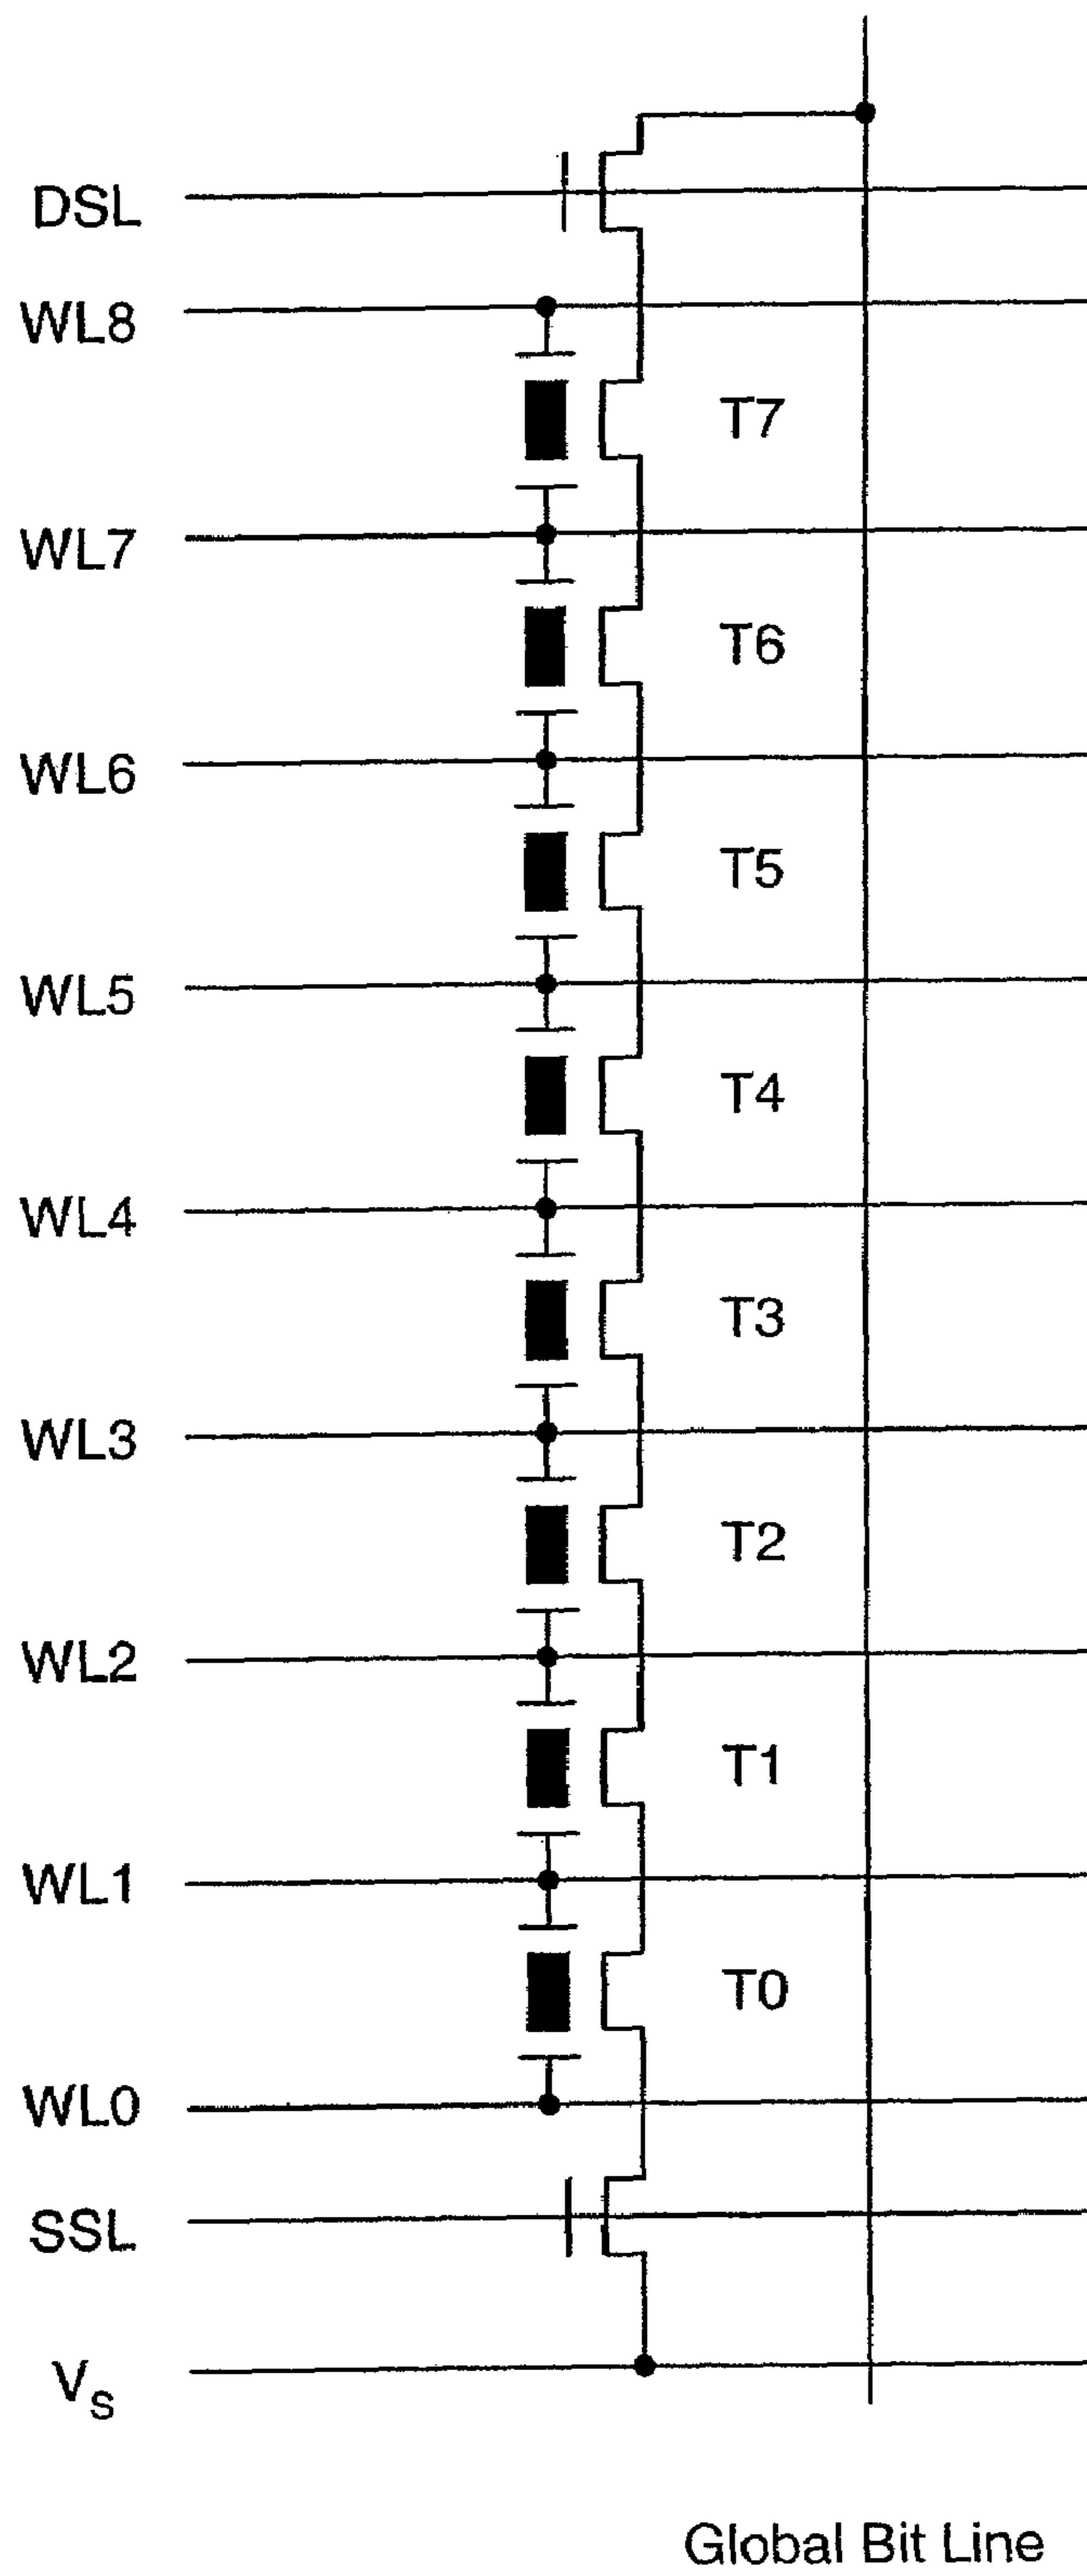 DSL
WL8
T7
WL7
T6
WL6
T5
WL5
T4
WL4
T3
WL3
T2
WL2
T1
WL1
T0
WL0
SSL
VS
Global Bit Line